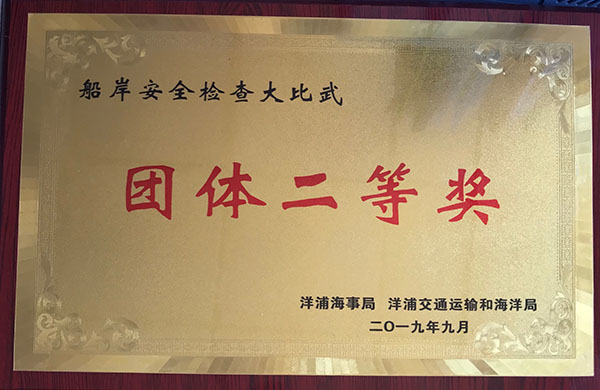 船岸安全检查大比武
团体二等奖
洋浦海事局 洋浦交通运输和海洋局
二〇一九年九月